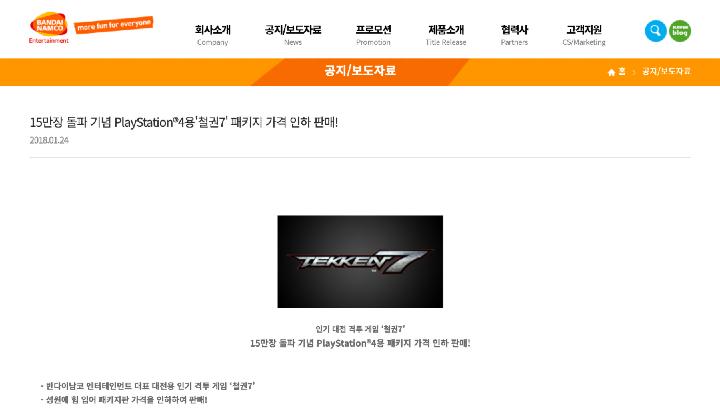 BANDAI
NAMCO
Entertainment
more fun for everyone
회사소개
Company
공지/보도자료
News
프로모션
Promotion
제품소개
Title Release
협력사
Partners
고객지원
CS/Marketing
blog
공지/보도자료
홈 > 공지/보도자료
15만장 돌파 기념 PlayStation®4용'철권7' 패키지 가격 인하 판매!
2018.01.24
TEKKEN 7
인기 대전 격투 게임 ‘철권7’
15만장 돌파 기념 PlayStation®4용 패키지 가격 인하 판매!
- 반다이남코 엔터테인먼트 대표 대전용 인기 격투 게임 ‘철권7’
- 성원에 힘 입어 패키지판 가격을 인하하여 판매!